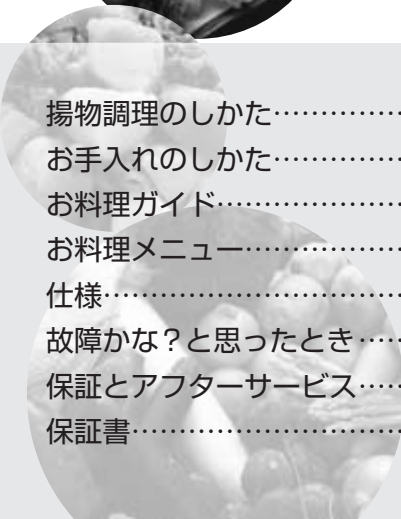 揚物調理のしかた……………
お手入れのしかた……………
お料理ガイド…………………
お料理メニュー………………
仕様……………………………
故障かな？と思ったとき……
保証とアフターサービス……
保証書…………………………